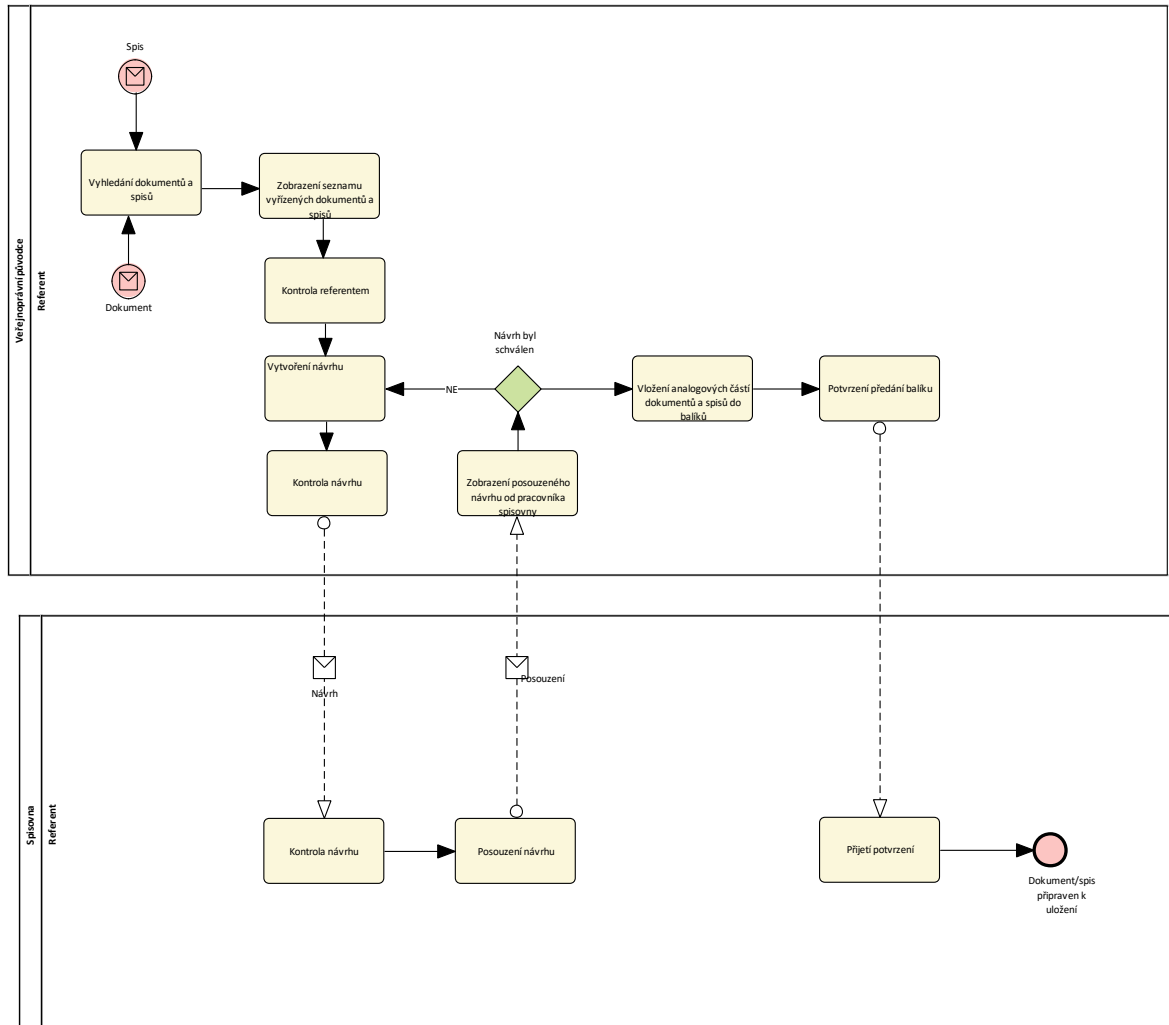 Veřejnoprávní původce
Referent
Spis
Vyhledání dokumentů a
spisů
Dokument
Zobrazení seznamu
vyřízených dokumentů a
spisů
Kontrola referentem
Vytvoření návrhu
Kontrola návrhu
NE
Návrh byl
schválen
Zobrazení posouzeného
návrhu od pracovníka
spisovny
Vložení analogových částí
dokumentů a spisů do
balíků
Potvrzení předání balíku
Návrh
Posouzení
Spisovna
Referent
Kontrola návrhu
Posouzení návrhu
Přijetí potvrzení
Dokument/spis
připraven k
uložení